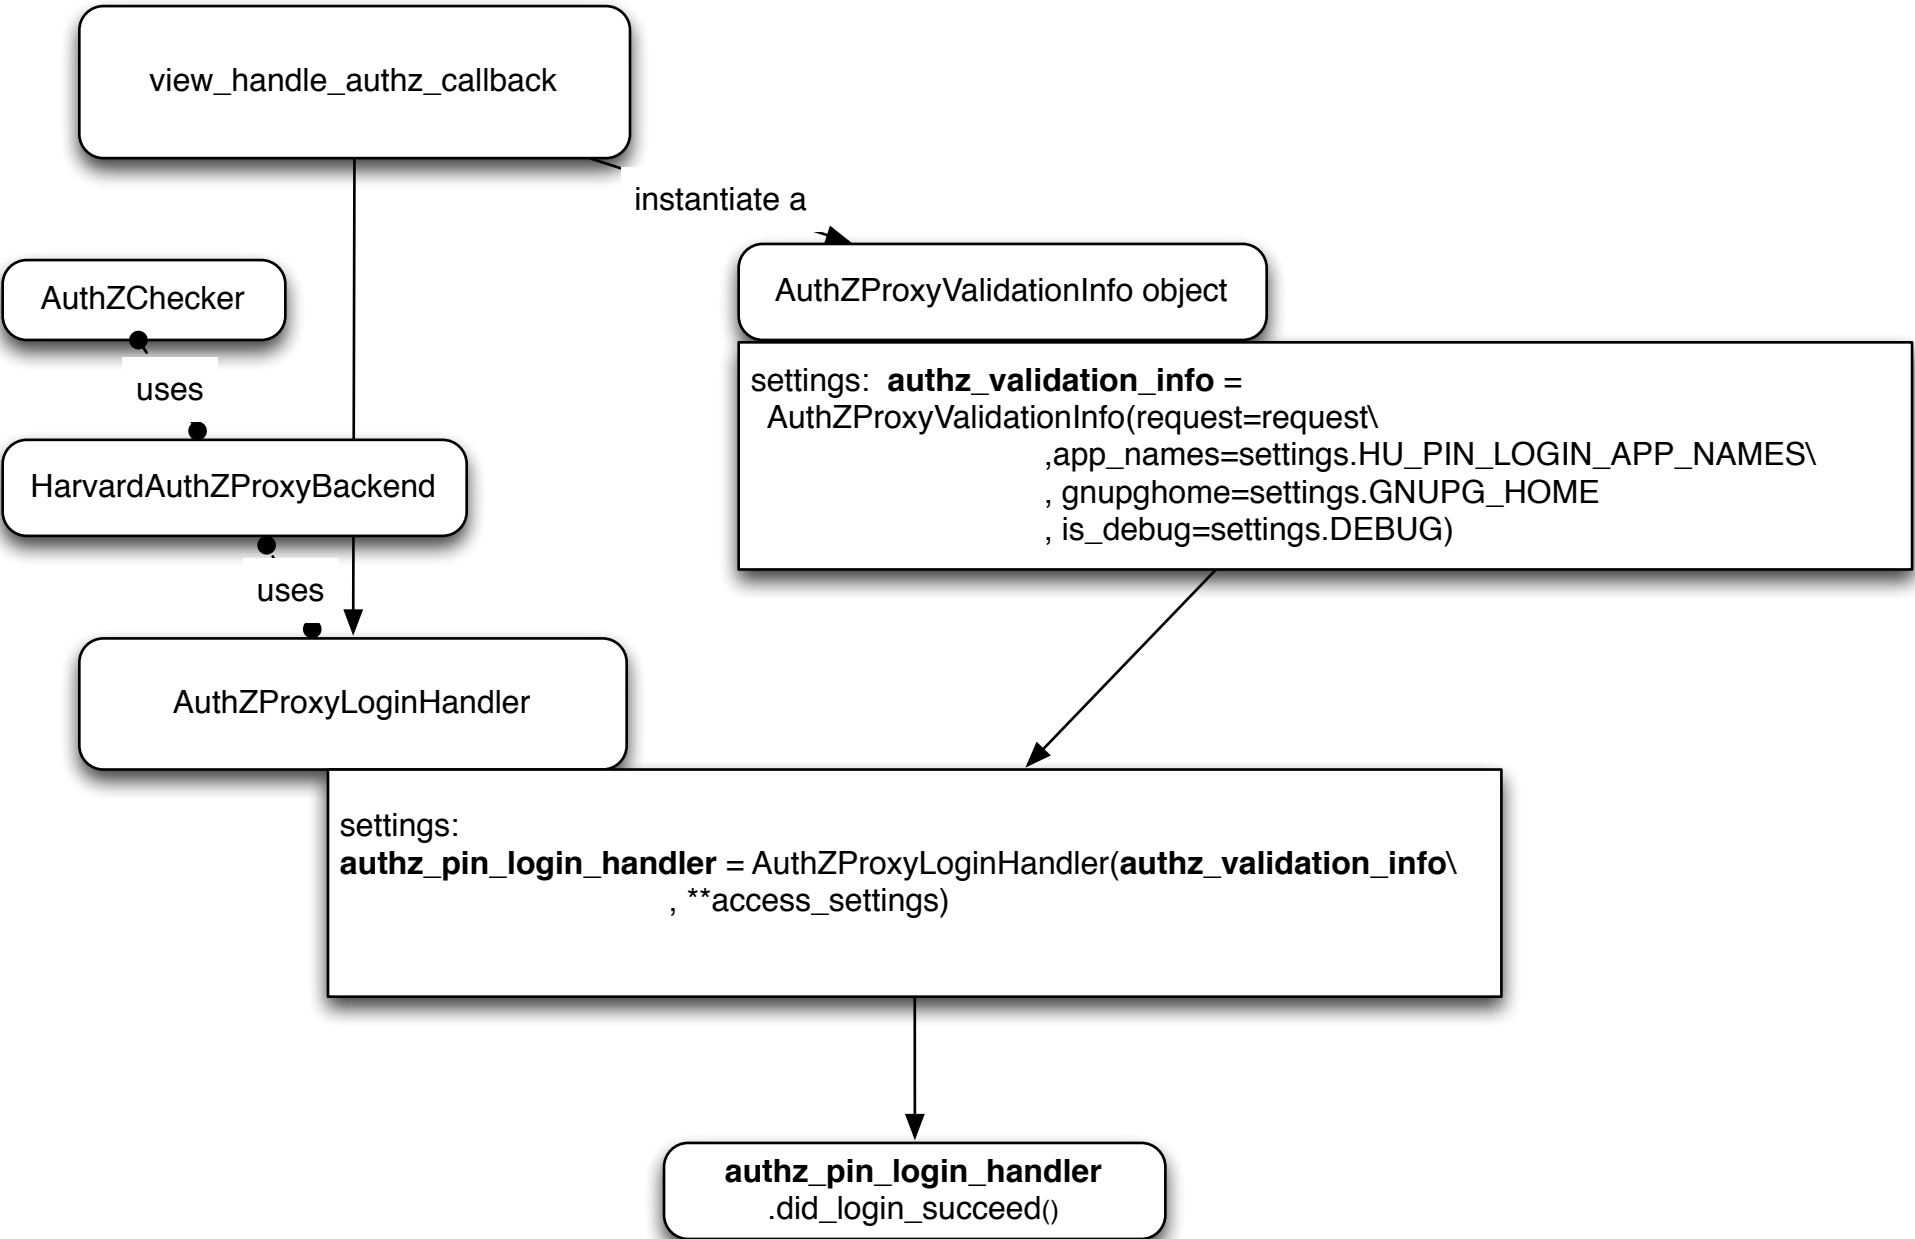 view_handle_authz_callback
instantiate a
AuthZChecker
AuthZProxyValidationInfo object
uses
settings:  authz_validation_info =
AuthZProxyValidationInfo(request=request\
,app_names=settings.HU_PIN_LOGIN_APP_NAMES\
, gnupghome=settings.GNUPG_HOME
, is_debug=settings.DEBUG)
HarvardAuthZProxyBackend
uses
AuthZProxyLoginHandler
settings:
authz_pin_login_handler = AuthZProxyLoginHandler(authz_validation_info\
, **access_settings)
authz_pin_login_handler
.did_login_succeed()